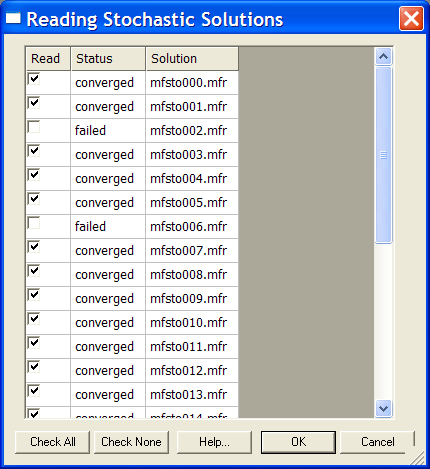 Reading Stochastic Solutions
Read Status Solution
converged mfsto000.mfr
converged mfsto001.mfr
failed mfsto002.mfr
converged mfsto003.mfr
converged mfsto004.mfr
converged mfsto005.mfr
failed mfsto006.mfr
converged mfsto007.mfr
converged mfsto008.mfr
converged mfsto009.mfr
converged mfsto010.mfr
converged mfsto011.mfr
converged mfsto012.mfr
converged mfsto013.mfr
converged mfsto014.mfr
Check All Check None Help... OK Cancel